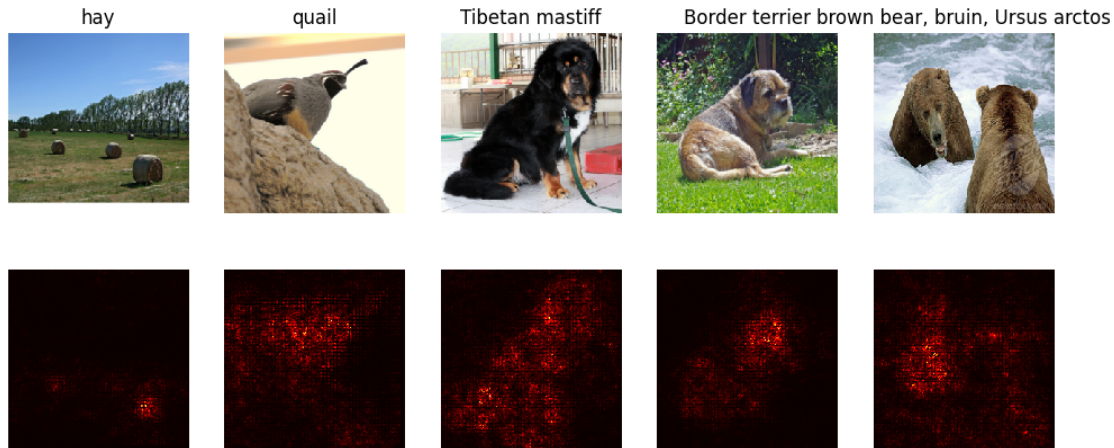 hay
quail
Tibetan mastiff
Border terrier
brown bear, bruin, Ursus arctos